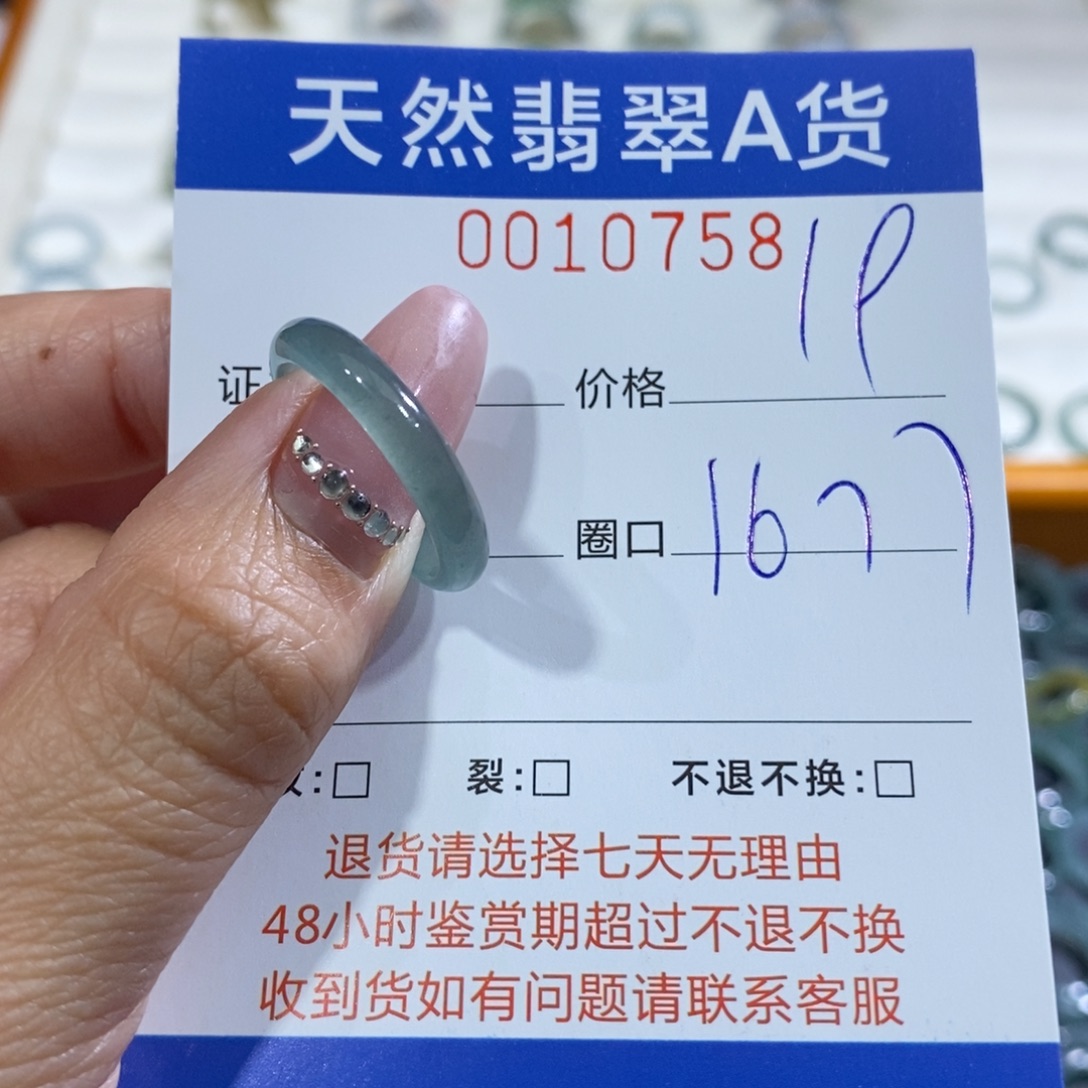 天然翡翠A货
0010758
证 价格 19
圈口 1677
纹:□ 裂:□ 不退不换:□
退货请选择七天无理由
48小时鉴赏期超过不退不换
收到货如有问题请联系客服